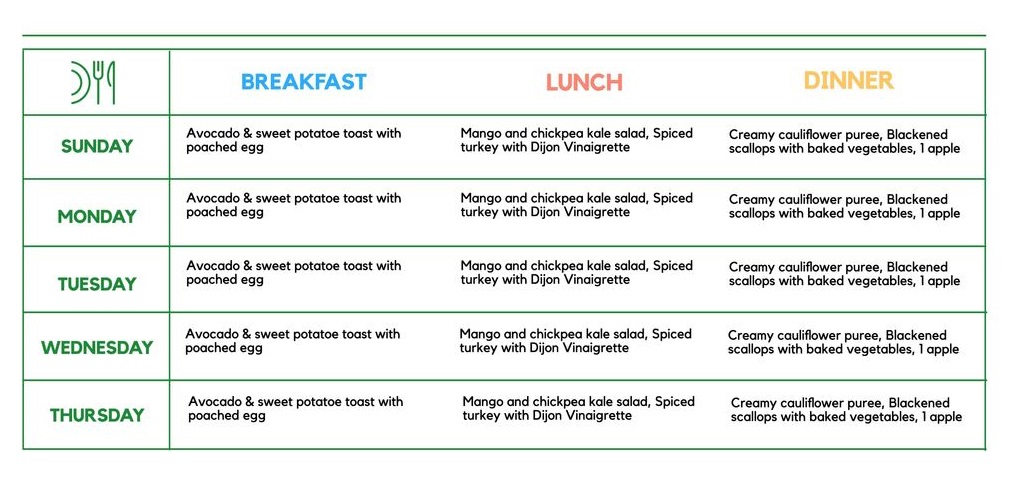 BREAKFAST LUNCH DINNER
SUNDAY
Avocado & sweet potatoe toast with
poached egg
Mango and chickpea kale salad, Spiced
turkey with Dijon Vinaigrette
Creamy cauliflower puree, Blackened
scallops with baked vegetables, 1 apple
MONDAY
Avocado & sweet potatoe toast with
poached egg
Mango and chickpea kale salad, Spiced
turkey with Dijon Vinaigrette
Creamy cauliflower puree, Blackened
scallops with baked vegetables, 1 apple
TUESDAY
Avocado & sweet potatoe toast with
poached egg
Mango and chickpea kale salad, Spiced
turkey with Dijon Vinaigrette
Creamy cauliflower puree, Blackened
scallops with baked vegetables, 1 apple
WEDNESDAY
Avocado & sweet potatoe toast with
poached egg
Mango and chickpea kale salad, Spiced
turkey with Dijon Vinaigrette
Creamy cauliflower puree, Blackened
scallops with baked vegetables, 1 apple
THURSDAY
Avocado & sweet potatoe toast with
poached egg
Mango and chickpea kale salad, Spiced
turkey with Dijon Vinaigrette
Creamy cauliflower puree, Blackened
scallops with baked vegetables, 1 apple